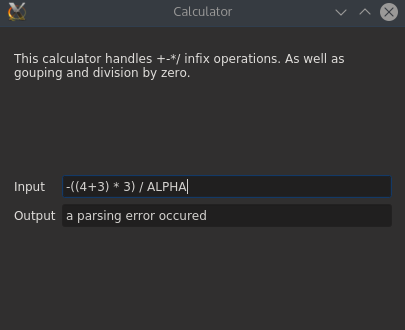 Calculator
This calculator handles +-*/ infix operations. As well as
gouping and division by zero.
Input -((4+3) * 3) / ALPHA
Output a parsing error occured